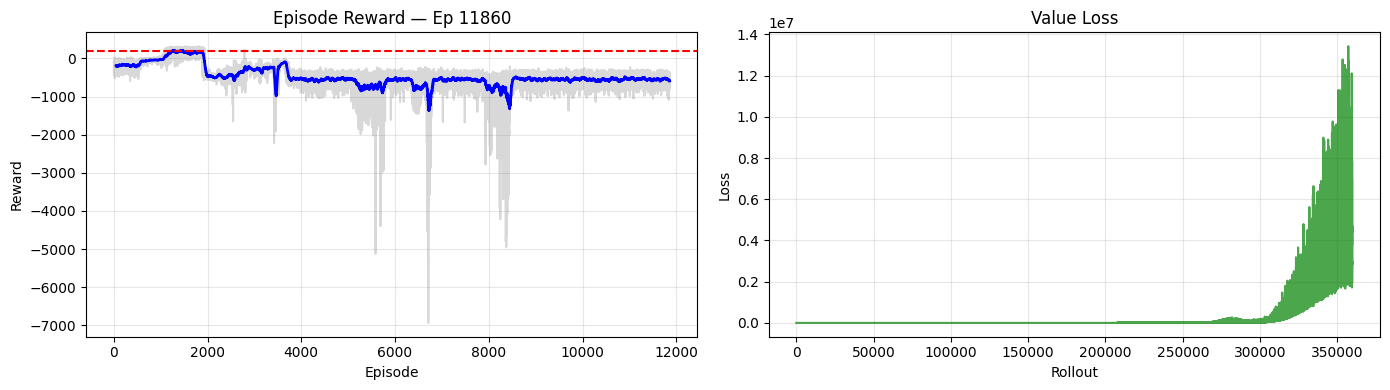 Episode Reward — Ep 11860
Reward
0
−1000
−2000
−3000
−4000
−5000
−6000
−7000
0 2000 4000 6000 8000 10000 12000
Episode
Value Loss
1e7
Loss
1.4
1.2
1.0
0.8
0.6
0.4
0.2
0.0
0 50000 100000 150000 200000 250000 300000 350000
Rollout